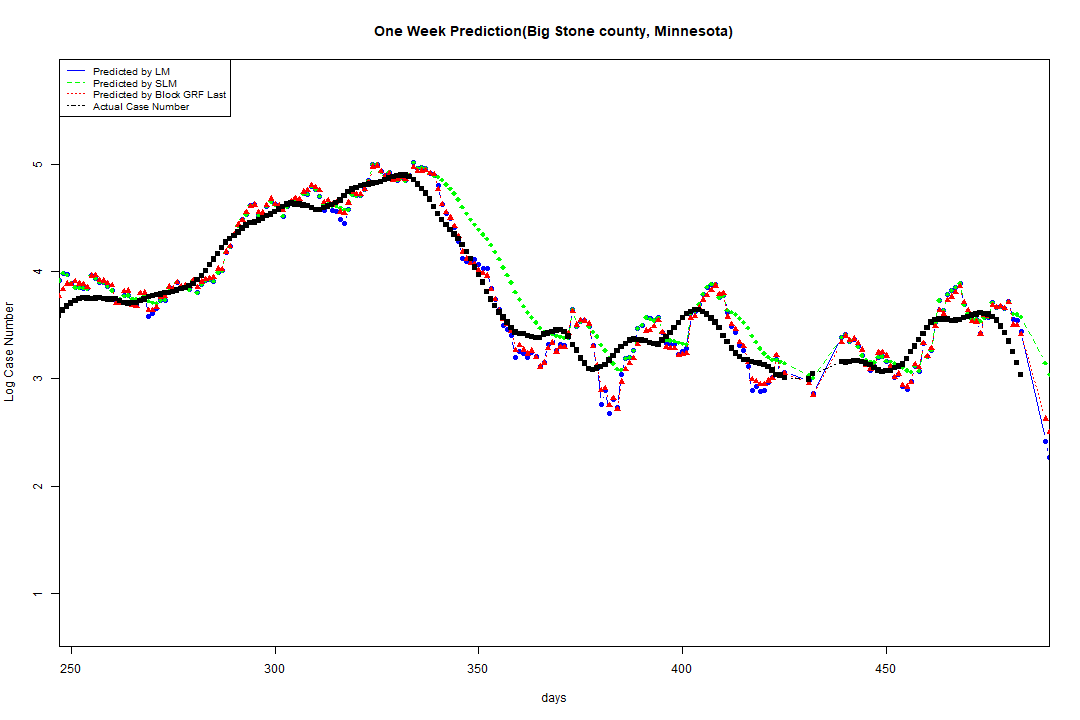 One Week Prediction(Big Stone county, Minnesota)
Predicted by LM
Predicted by SLM
Predicted by Block GRF Last
Actual Case Number
5
4
3
2
1
Log Case Number
250 300 350 400 450
days